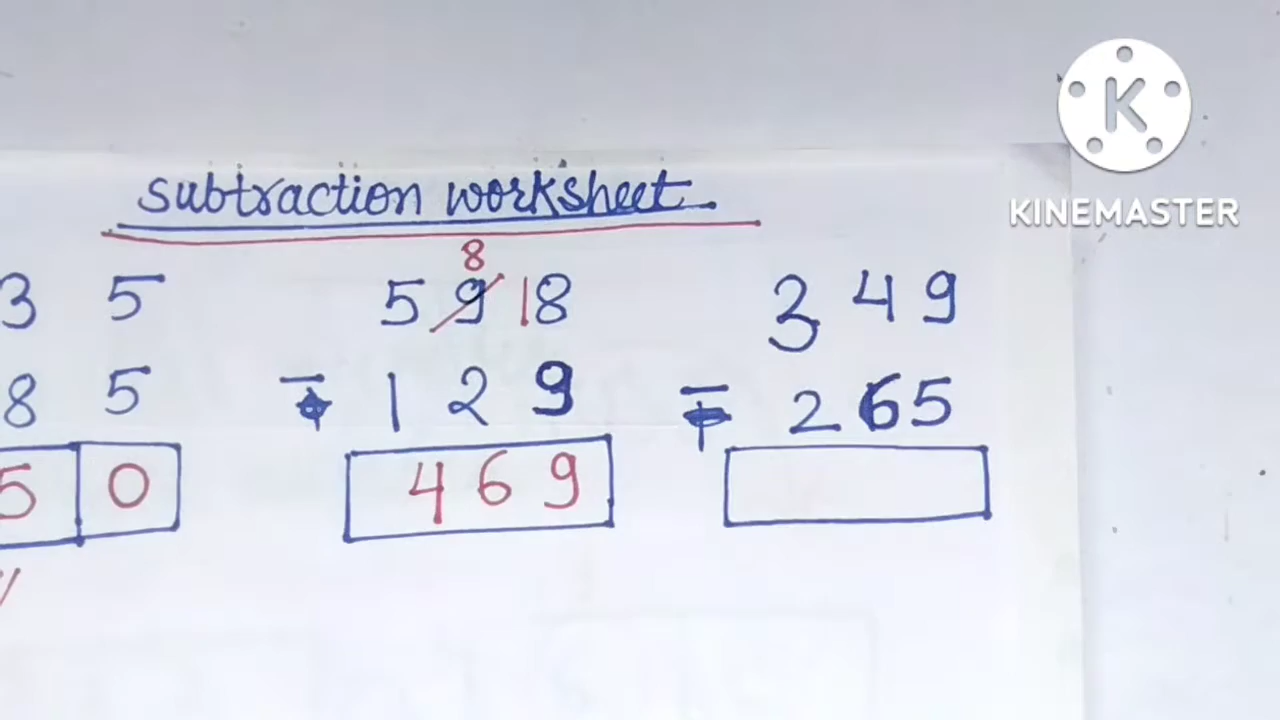 K
KINEMASTER
subtraction worksheet.
8
3 5 5 9 18 3 4 9
8 5 - 1 2 9 - 2 6 5
5 0 4 6 9